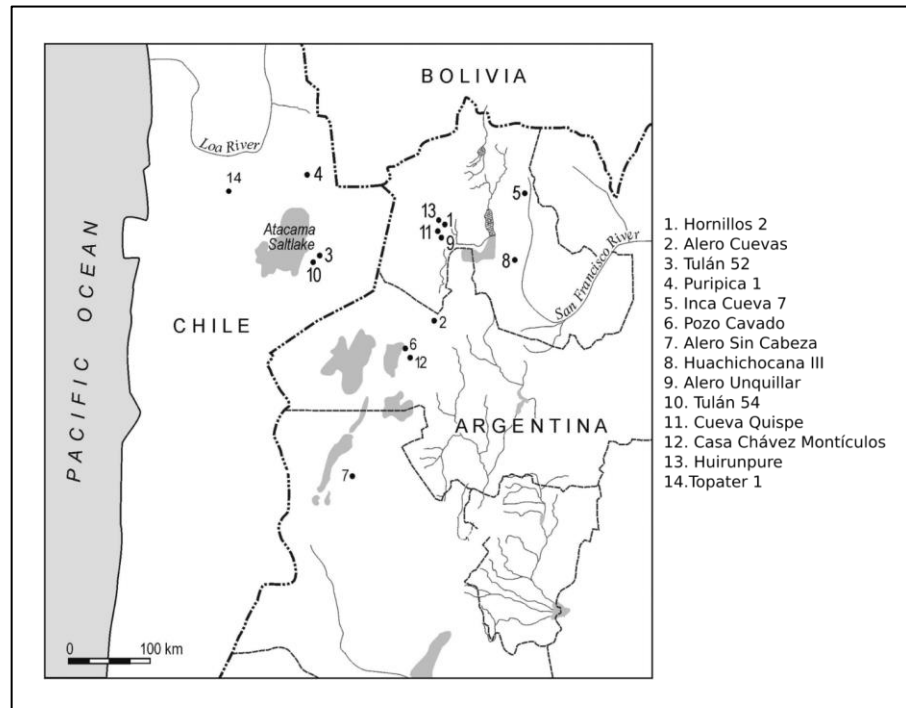 BOLIVIA
Loa River
14
4
5
13
1
11
9
Atacama
Saltlake
3
10
8
San Francisco River
PACIFIC OCEAN
CHILE
2
6
12
ARGENTINA
7
0 100 km
1. Hornillos 2
2. Alero Cuevas
3. Tulán 52
4. Puripica 1
5. Inca Cueva 7
6. Pozo Cavado
7. Alero Sin Cabeza
8. Huachichocana III
9. Alero Unquillar
10. Tulán 54
11. Cueva Quispe
12. Casa Chávez Montículos
13. Huirunpure
14.Topater 1